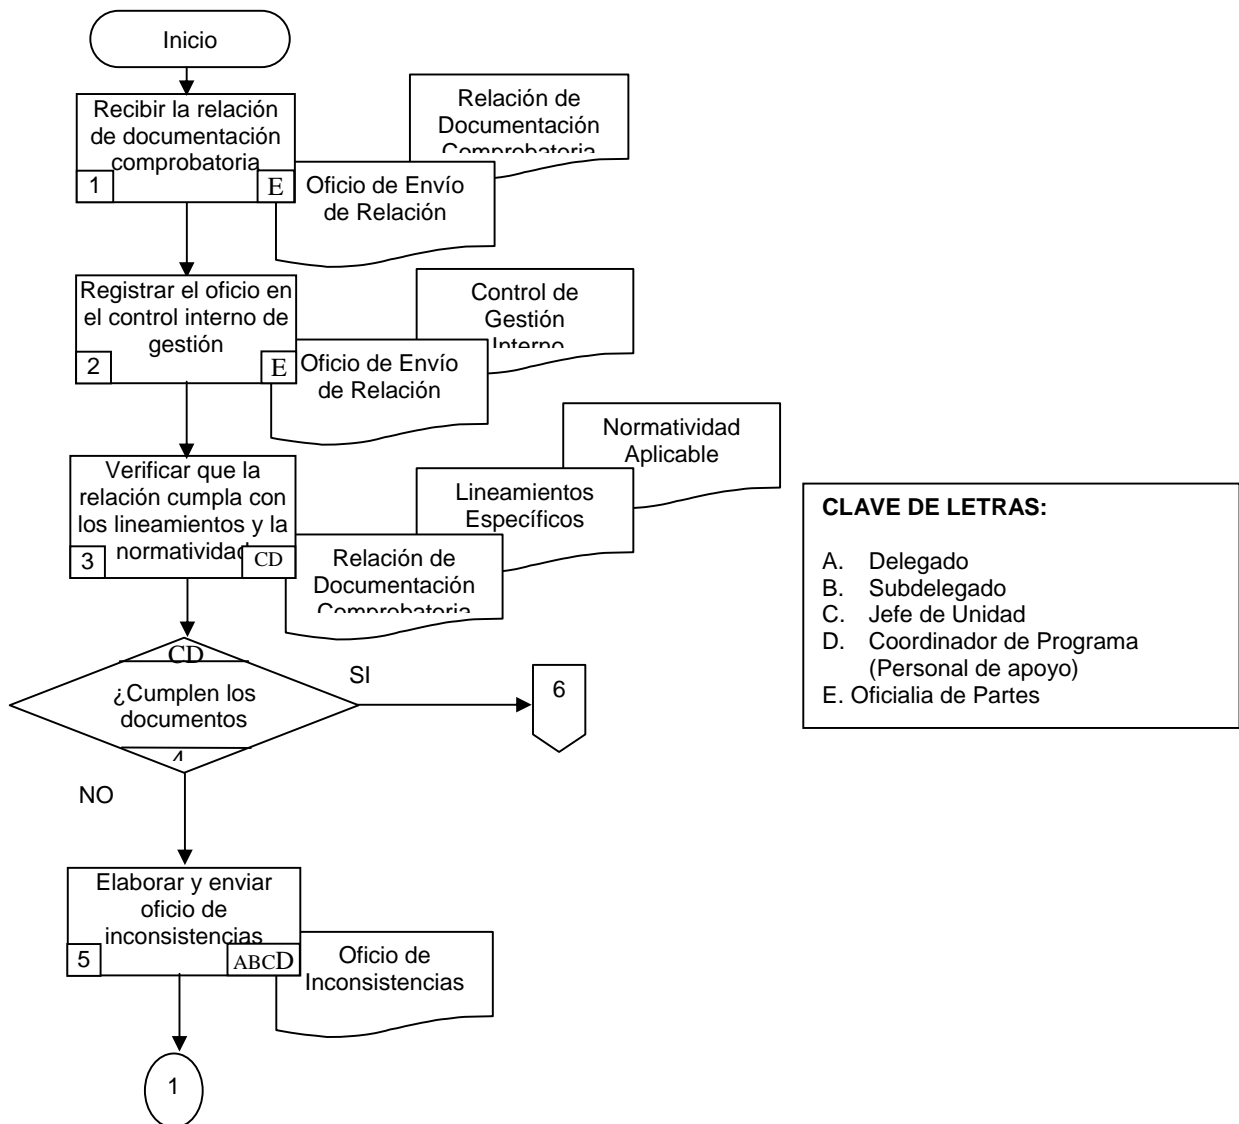 Inicio
Recibir la relación
de documentación
comprobatoria
1
E
Relación de
Documentación
Comprobatoria
Oficio de Envío
de Relación
Registrar el oficio en
el control interno de
gestión
2
E
Control de
Gestión
Interno
Oficio de Envío
de Relación
Verificar que la
relación cumpla con
los lineamientos y la
normatividad
3
CD
Normatividad
Aplicable
Lineamientos
Específicos
Relación de
Documentación
Comprobatoria
CD
¿Cumplen los
documentos
4
SI
6
NO
Elaborar y enviar
oficio de
inconsistencias
5
ABCD
Oficio de
Inconsistencias
1
CLAVE DE LETRAS:
A. Delegado
B. Subdelegado
C. Jefe de Unidad
D. Coordinador de Programa
(Personal de apoyo)
E. Oficialia de Partes